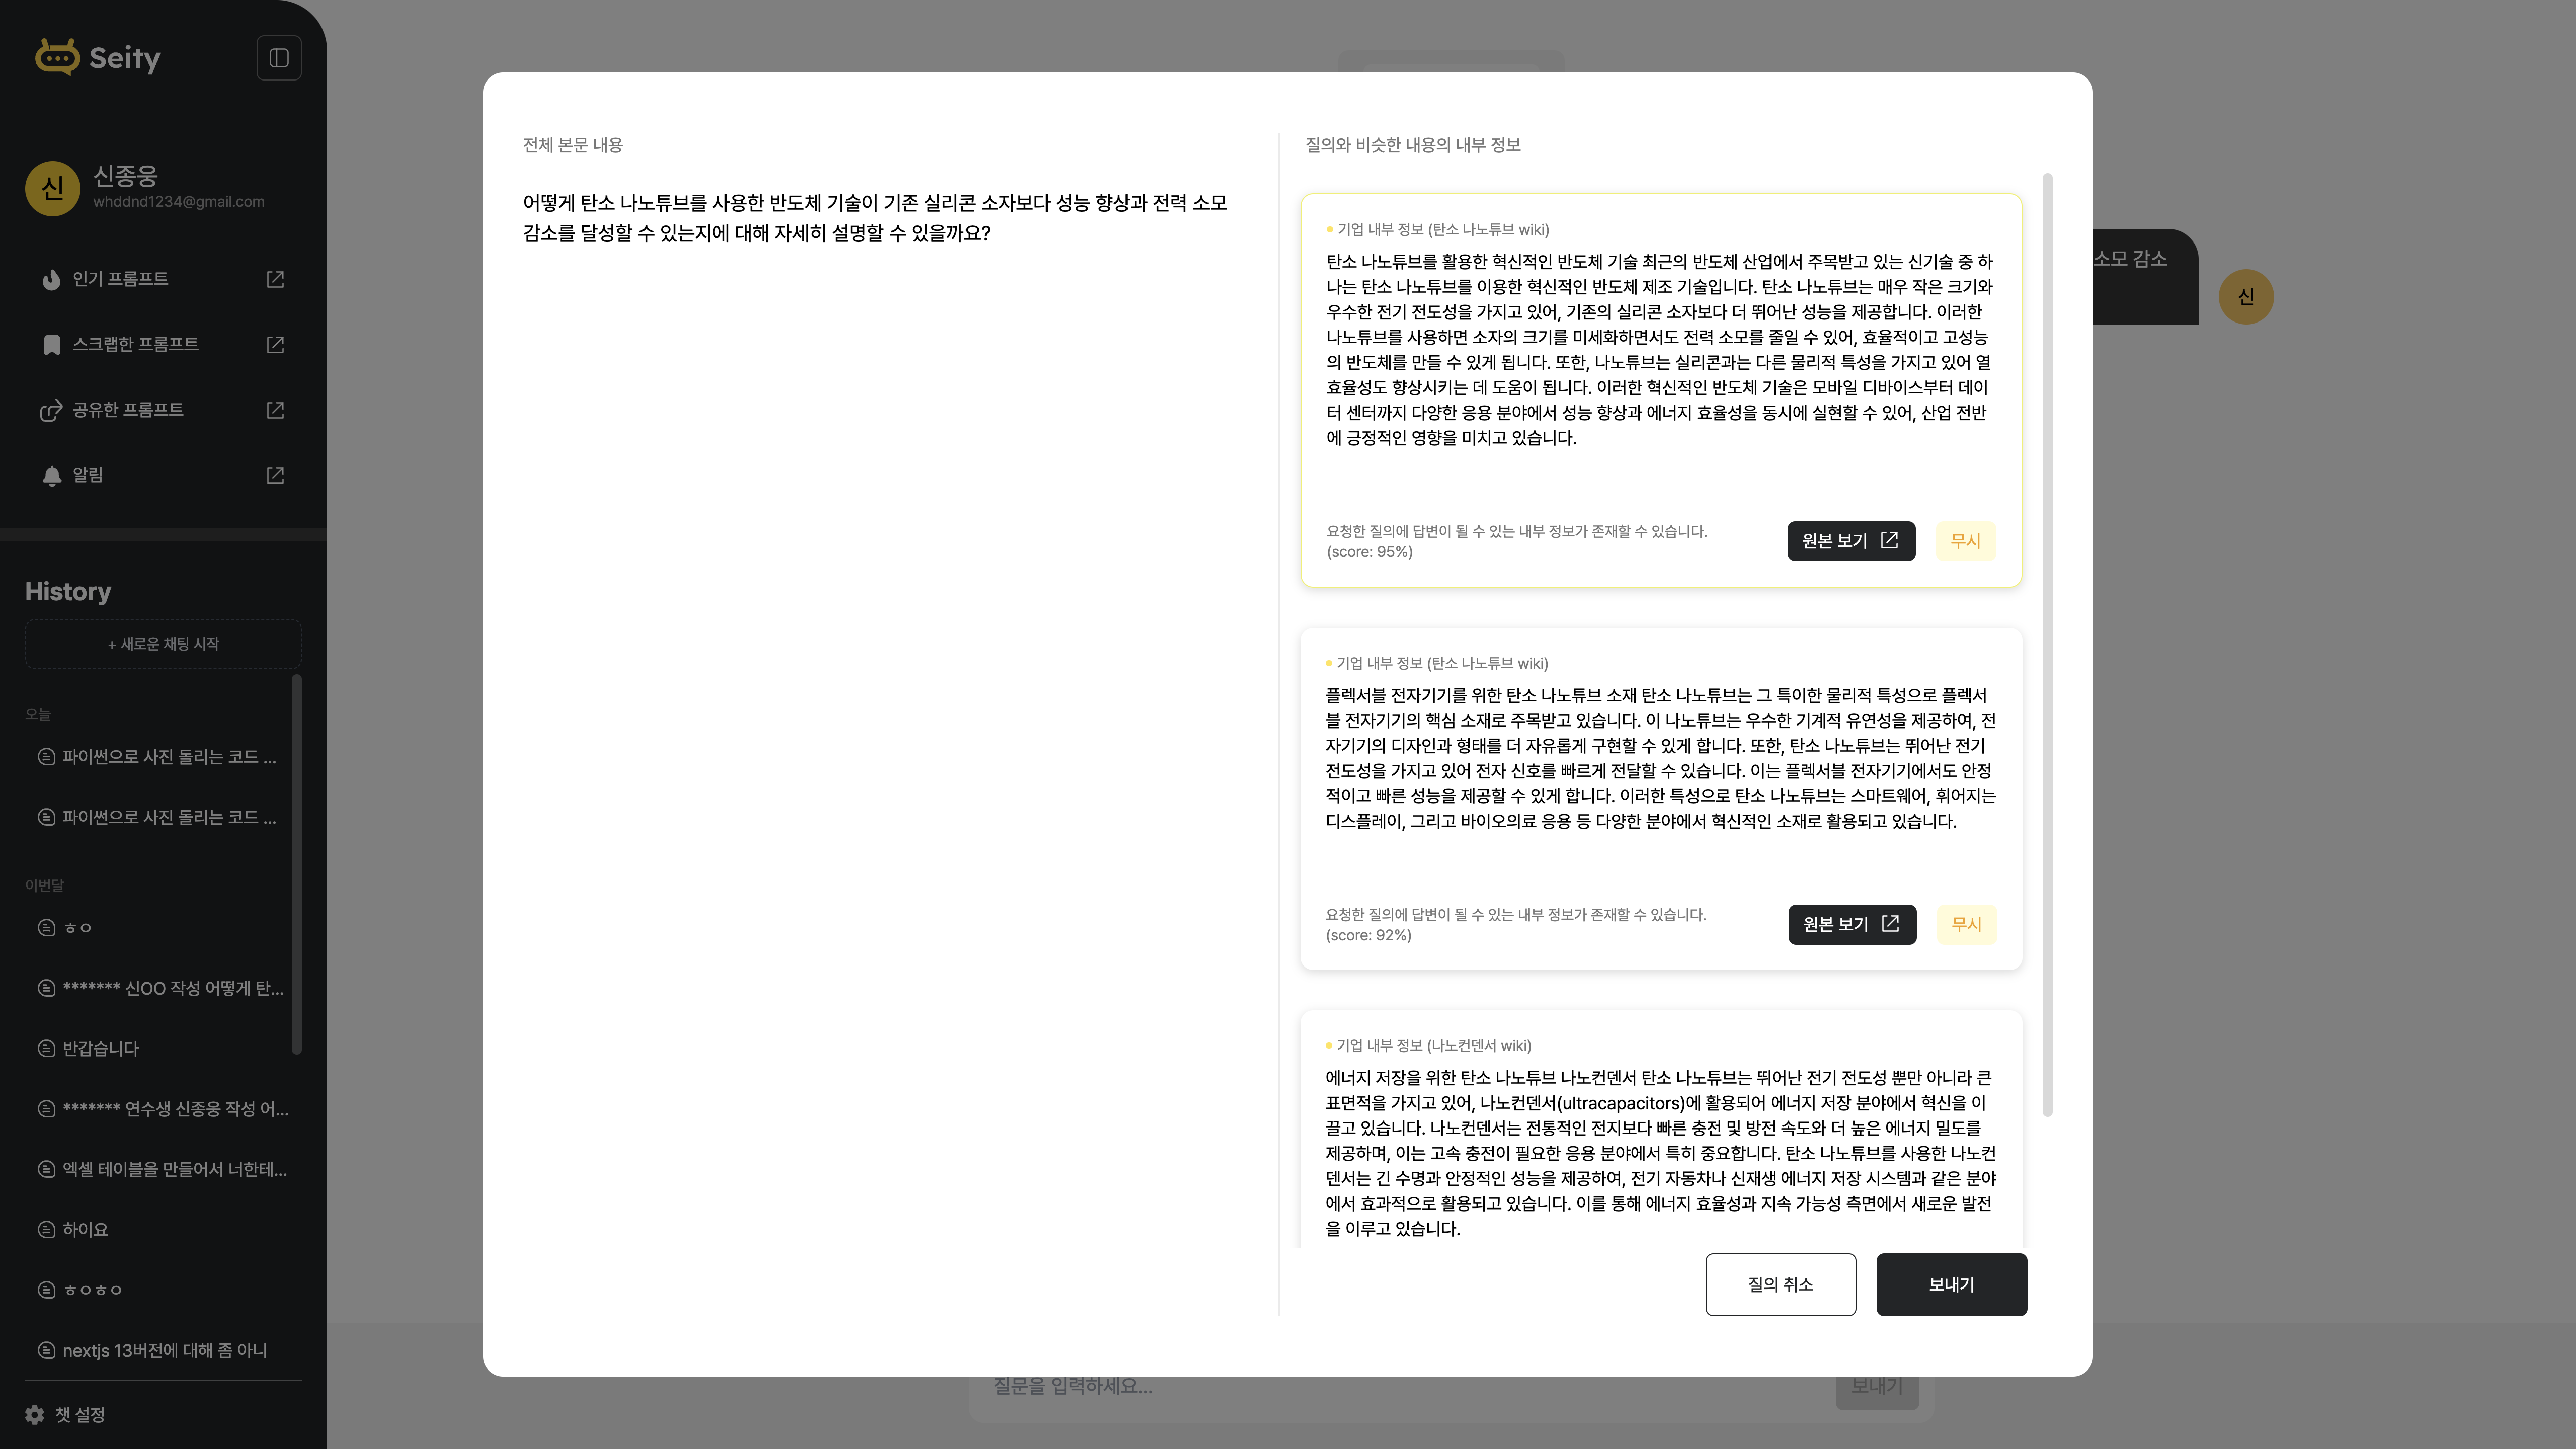 Seity
신
신종웅
whddnd1234@gmail.com
인기 프롬프트
스크랩한 프롬프트
공유한 프롬프트
알림
History
+ 새로운 채팅 시작
오늘
파이썬으로 사진 돌리는 코드 ...
파이썬으로 사진 돌리는 코드 ...
이번달
ㅎㅇ
******* 신OO 작성 어떻게 탄...
반갑습니다
******* 연수생 신종웅 작성 어...
엑셀 테이블을 만들어서 너한테...
하이요
ㅎㅇㅎㅇ
nextjs 13버전에 대해 좀 아니
챗 설정
전체 본문 내용
어떻게 탄소 나노튜브를 사용한 반도체 기술이 기존 실리콘 소자보다 성능 향상과 전력 소모
감소를 달성할 수 있는지에 대해 자세히 설명할 수 있을까요?
질의와 비슷한 내용의 내부 정보
기업 내부 정보 (탄소 나노튜브 wiki)
탄소 나노튜브를 활용한 혁신적인 반도체 기술 최근의 반도체 산업에서 주목받고 있는 신기술 중 하
나는 탄소 나노튜브를 이용한 혁신적인 반도체 제조 기술입니다. 탄소 나노튜브는 매우 작은 크기와
우수한 전기 전도성을 가지고 있어, 기존의 실리콘 소자보다 더 뛰어난 성능을 제공합니다. 이러한
나노튜브를 사용하면 소자의 크기를 미세화하면서도 전력 소모를 줄일 수 있어, 효율적이고 고성능
의 반도체를 만들 수 있게 됩니다. 또한, 나노튜브는 실리콘과는 다른 물리적 특성을 가지고 있어 열
효율성도 향상시키는 데 도움이 됩니다. 이러한 혁신적인 반도체 기술은 모바일 디바이스부터 데이
터 센터까지 다양한 응용 분야에서 성능 향상과 에너지 효율성을 동시에 실현할 수 있어, 산업 전반
에 긍정적인 영향을 미치고 있습니다.
요청한 질의에 답변이 될 수 있는 내부 정보가 존재할 수 있습니다.
(score: 95%)
원본 보기
무시
기업 내부 정보 (탄소 나노튜브 wiki)
플렉서블 전자기기를 위한 탄소 나노튜브 소재 탄소 나노튜브는 그 특이한 물리적 특성으로 플렉서
블 전자기기의 핵심 소재로 주목받고 있습니다. 이 나노튜브는 우수한 기계적 유연성을 제공하여, 전
자기기의 디자인과 형태를 더 자유롭게 구현할 수 있게 합니다. 또한, 탄소 나노튜브는 뛰어난 전기
전도성을 가지고 있어 전자 신호를 빠르게 전달할 수 있습니다. 이는 플렉서블 전자기기에서도 안정
적이고 빠른 성능을 제공할 수 있게 합니다. 이러한 특성으로 탄소 나노튜브는 스마트웨어, 휘어지는
디스플레이, 그리고 바이오의료 응용 등 다양한 분야에서 혁신적인 소재로 활용되고 있습니다.
요청한 질의에 답변이 될 수 있는 내부 정보가 존재할 수 있습니다.
(score: 92%)
원본 보기
무시
기업 내부 정보 (나노컨덴서 wiki)
에너지 저장을 위한 탄소 나노튜브 나노컨덴서 탄소 나노튜브는 뛰어난 전기 전도성 뿐만 아니라 큰
표면적을 가지고 있어, 나노컨덴서(ultracapacitors)에 활용되어 에너지 저장 분야에서 혁신을 이
끌고 있습니다. 나노컨덴서는 전통적인 전지보다 빠른 충전 및 방전 속도와 더 높은 에너지 밀도를
제공하며, 이는 고속 충전이 필요한 응용 분야에서 특히 중요합니다. 탄소 나노튜브를 사용한 나노컨
덴서는 긴 수명과 안정적인 성능을 제공하여, 전기 자동차나 신재생 에너지 저장 시스템과 같은 분야
에서 효과적으로 활용되고 있습니다. 이를 통해 에너지 효율성과 지속 가능성 측면에서 새로운 발전
을 이루고 있습니다.
질의 취소
보내기
소모 감소
신
질문을 입력하세요...
보내기